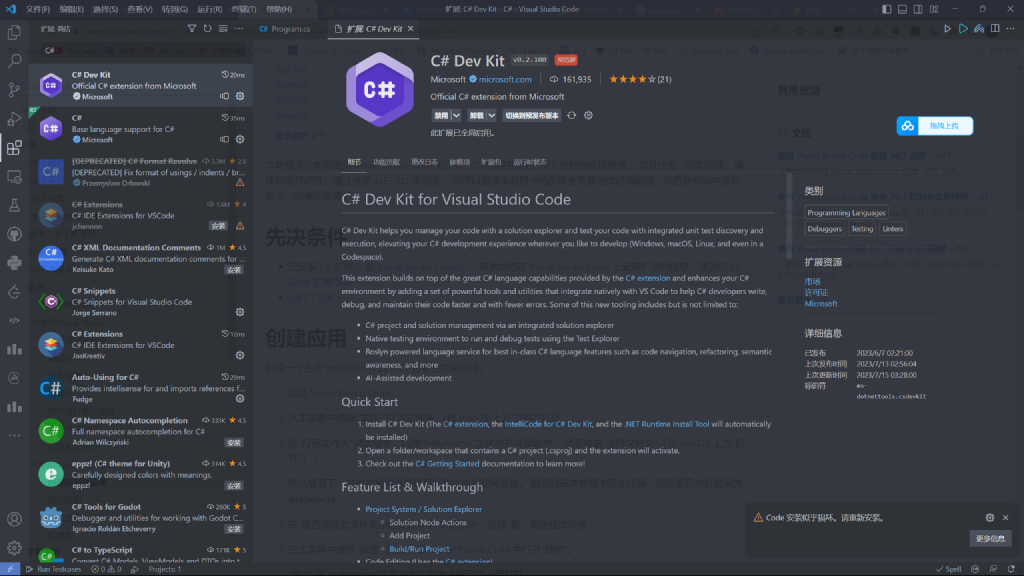 文件(F) 编辑(E) 选择(S) 查看(V) 转到(G) 运行(R) 终端(T) 帮助(H)
扩展: C# Dev Kit - C# - Visual Studio Code
扩展: 商店
C#
Program.cs
扩展: C# Dev Kit
C# Dev Kit 20ms
Official C# extension from Microsoft
Microsoft
C# 35ms
Base language support for C#
Microsoft
[DEPRECATED] C# Format Revolve 3.2M 2.5
[DEPRECATED] Fix format of usings / indents / br...
Przemyslaw Orlowski
C# Extensions 1.6M 4
C# IDE Extensions for VSCode
jchannon 安装
C# XML Documentation Comments 1M 4.5
Generate C# XML documentation comments for ...
Keisuke Kato 安装
C# Snippets
C# Snippets for Visual Studio Code
Jorge Serrano
C# Extensions 12ms
C# IDE Extensions for VSCode
JosKreativ
Auto-Using for C# 29ms
Provides intellisense for and imports references f...
Fudge
C# Namespace Autocompletion 333K 4.5
Full namespace autocompletion for C#
Adrian Wilczyński 安装
eppz! (C# theme for Unity) 314K 4.5
Carefully designed colors with meanings.
eppz! 安装
C# Tools for Godot 260K 5
Debugger and utilities for working with Godot C...
Ignacio Roldán Etcheverry 安装
C# to TypeScript 171K 5
Convert C# Models, ViewModels and DTOs into t...
C# Dev Kit v0.2.100 预览版
Microsoft microsoft.com 161,935 (21)
Official C# extension from Microsoft
禁用 卸载 切换到预发布版本
此扩展已全局启用。
细节 功能贡献 更改日志 依赖项 扩展包 运行时状态
C# Dev Kit for Visual Studio Code
C# Dev Kit helps you manage your code with a solution explorer and test your code with integrated unit test discovery and
execution, elevating your C# development experience wherever you like to develop (Windows, macOS, Linux, and even in a
Codespace).
This extension builds on top of the great C# language capabilities provided by the C# extension and enhances your C#
environment by adding a set of powerful tools and utilities that integrate natively with VS Code to help C# developers write,
debug, and maintain their code faster and with fewer errors. Some of this new tooling includes but is not limited to:
C# project and solution management via an integrated solution explorer
Native testing environment to run and debug tests using the Test Explorer
Roslyn powered language service for best in-class C# language features such as code navigation, refactoring, semantic
awareness, and more
AI-Assisted development
Quick Start
1. Install C# Dev Kit (The C# extension, the IntelliCode for C# Dev Kit, and the .NET Runtime Install Tool will automatically
be installed)
2. Open a folder/workspace that contains a C# project (.csproj) and the extension will activate.
3. Check out the C# Getting Started documentation to learn more!
Feature List & Walkthrough
Project System / Solution Explorer
Solution Node Actions
Add Project
Build/Run Project
Code Editing (Uses the C# extension)
先决条件
创建应用
其他资源
拖拽上传
类别
Programming Languages
Debuggers Testing Linters
扩展资源
市场
许可证
Microsoft
详细信息
已发布 2023/6/7 02:21:00
上次发布时间 2023/7/13 02:56:04
上次更新时间 2023/7/15 03:28:00
标识符 ms-
dotnettools.csdevkit
Code 安装似乎损坏。请重新安装。
更多信息
Run Testcases 0 0 Projects: 1
Spell